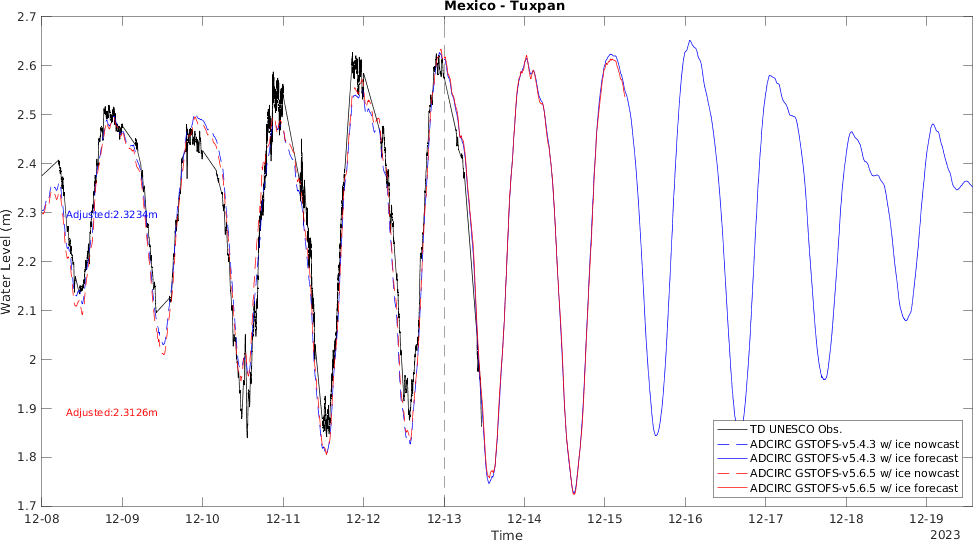 Mexico - Tuxpan
2.7
2.6
2.5
2.4
2.3
2.2
2.1
2
1.9
1.8
1.7
Water Level (m)
Adjusted:2.3234m
Adjusted:2.3126m
TD UNESCO Obs.
ADCIRC GSTOFS-v5.4.3 w/ ice nowcast
ADCIRC GSTOFS-v5.4.3 w/ ice forecast
ADCIRC GSTOFS-v5.6.5 w/ ice nowcast
ADCIRC GSTOFS-v5.6.5 w/ ice forecast
12-08 12-09 12-10 12-11 12-12 12-13 12-14 12-15 12-16 12-17 12-18 12-19
Time
2023